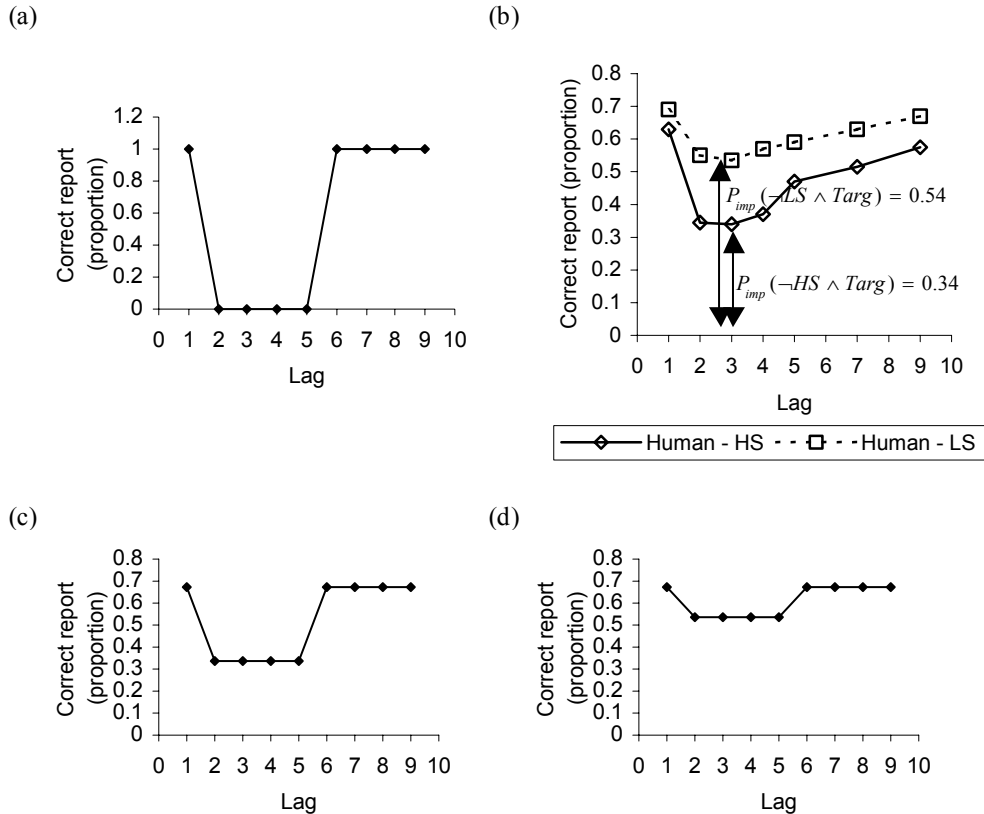 (a)
Correct report
(proportion)
1.2
1
0.8
0.6
0.4
0.2
0
0 1 2 3 4 5 6 7 8 9 10
Lag
(b)
Correct report (proportion)
0.8
0.7
0.6
0.5
0.4
0.3
0.2
0.1
0
P_imp (¬LS ∧ Targ) = 0.54
P_imp (¬HS ∧ Targ) = 0.34
0 1 2 3 4 5 6 7 8 9 10
Lag
Human - HS Human - LS
(c)
Correct report
(proportion)
0.8
0.7
0.6
0.5
0.4
0.3
0.2
0.1
0
0 1 2 3 4 5 6 7 8 9 10
Lag
(d)
Correct report
(proportion)
0.8
0.7
0.6
0.5
0.4
0.3
0.2
0.1
0
0 1 2 3 4 5 6 7 8 9 10
Lag